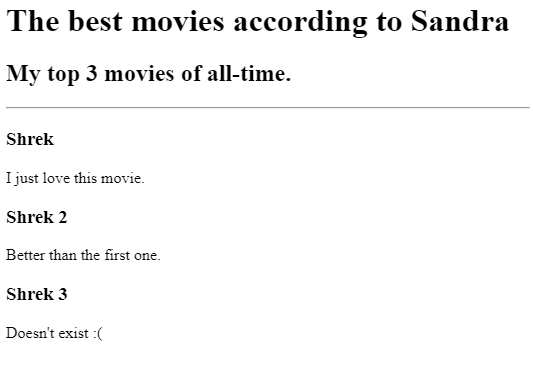 The best movies according to Sandra
My top 3 movies of all-time.
Shrek
I just love this movie.
Shrek 2
Better than the first one.
Shrek 3
Doesn't exist :(